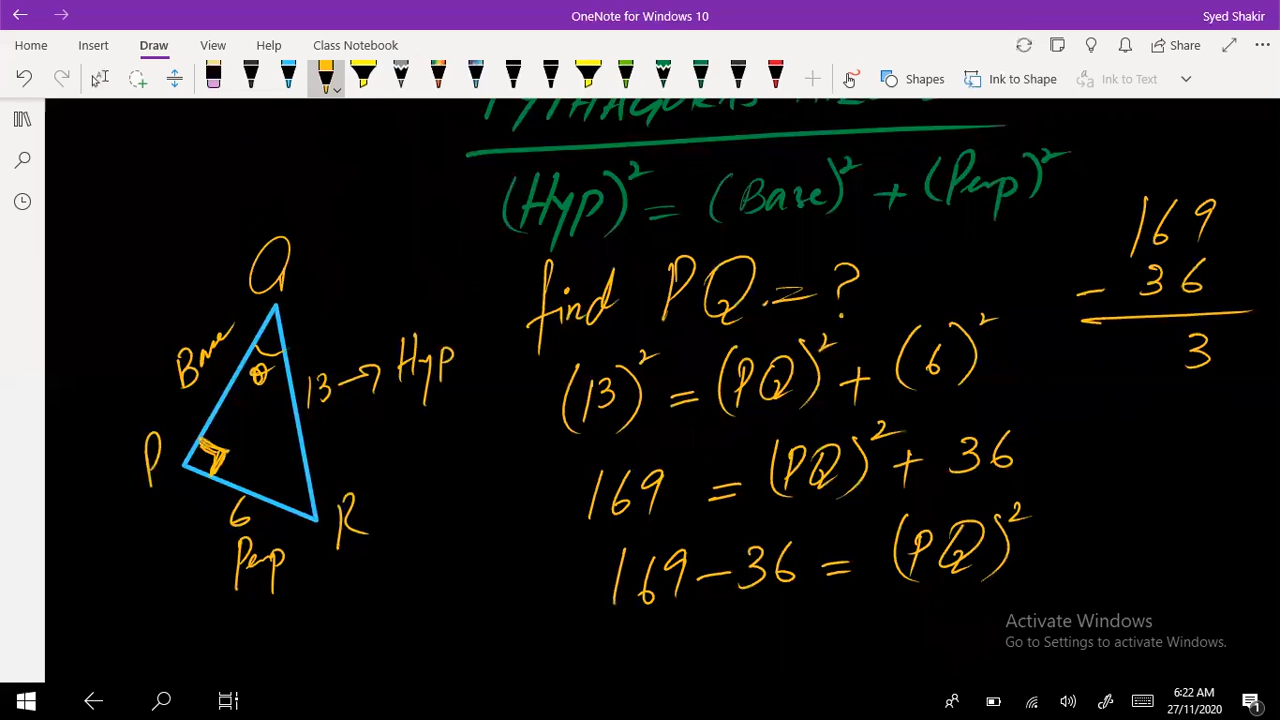 OneNote for Windows 10
Syed Shakir
Home Insert Draw View Help Class Notebook
Share
Shapes Ink to Shape Ink to Text
(Hyp)² = (Base)² + (Perp)²
find PQ = ?
(13)² = (PQ)² + (6)²
169 = (PQ)² + 36
169 - 36 = (PQ)²
169
- 36
3
Q
Base
θ
13 → Hyp
P
6
R
Perp
Activate Windows
Go to Settings to activate Windows.
6:22 AM
27/11/2020
1